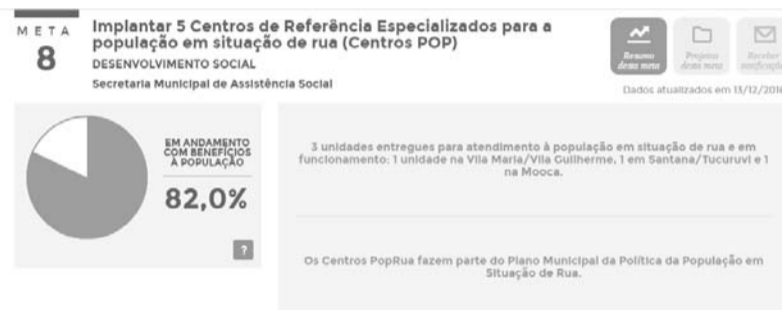 META
8
Implantar 5 Centros de Referência Especializados para a
população em situação de rua (Centros POP)
DESENVOLVIMENTO SOCIAL
Secretaria Municipal de Assistência Social
Resumo
desta meta
Projetos
desta meta
Receber
notificaçõ
Dados atualizados em 13/12/2016
EM ANDAMENTO
COM BENEFÍCIOS
À POPULAÇÃO
82,0%
?
3 unidades entregues para atendimento à população em situação de rua e em
funcionamento: 1 unidade na Vila Maria/Vila Guilherme, 1 em Santana/Tucuruvi e 1
na Mooca.
Os Centros PopRua fazem parte do Plano Municipal da Política da População em
Situação de Rua.